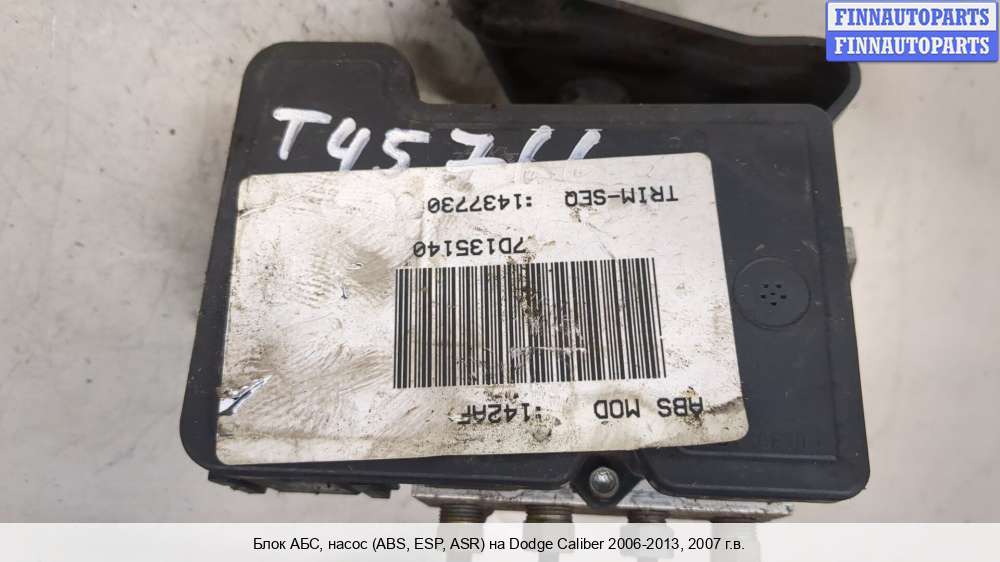 FINNAUTOPARTS
FINNAUTOPARTS
T45711
ABS MOD :142AF
7D135140
TRIM-SEQ :1437730
Блок АБС, насос (ABS, ESP, ASR) на Dodge Caliber 2006-2013, 2007 г.в.